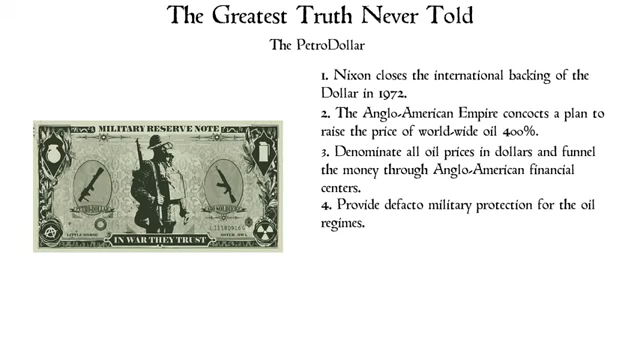 The Greatest Truth Never Told
The PetroDollar
1. Nixon closes the international backing of the
Dollar in 1972.
2. The Anglo-American Empire concocts a plan to
raise the price of world-wide oil 400%.
3. Denominate all oil prices in dollars and funnel
the money through Anglo-American financial
centers.
4. Provide defacto military protection for the oil
regimes.
MILITARY RESERVE NOTE
PETRO-DOLLAR
IN WAR THEY TRUST